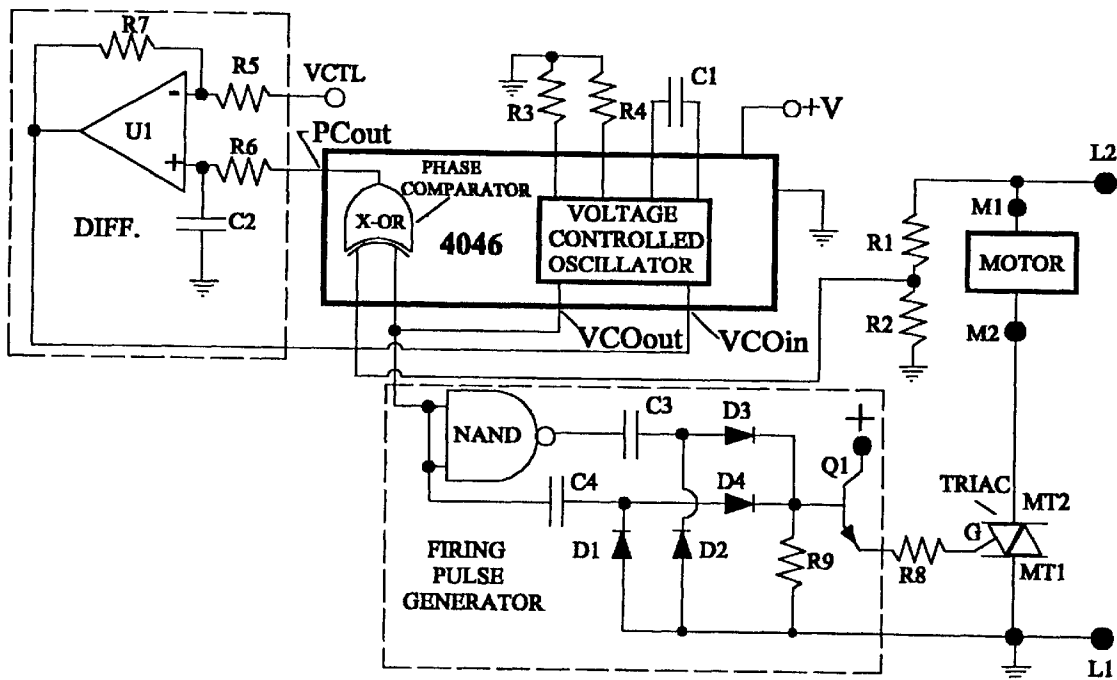 R7
R5
VCTL
U1
-
+
R6
PCout
C2
DIFF.
R3
R4
C1
+V
PHASE
COMPARATOR
X-OR
4046
VOLTAGE
CONTROLLED
OSCILLATOR
VCOout
VCOin
L2
M1
R1
MOTOR
R2
M2
NAND
C3
D3
+
Q1
C4
D4
TRIAC
MT2
G
D1
D2
R9
R8
MT1
FIRING
PULSE
GENERATOR
L1